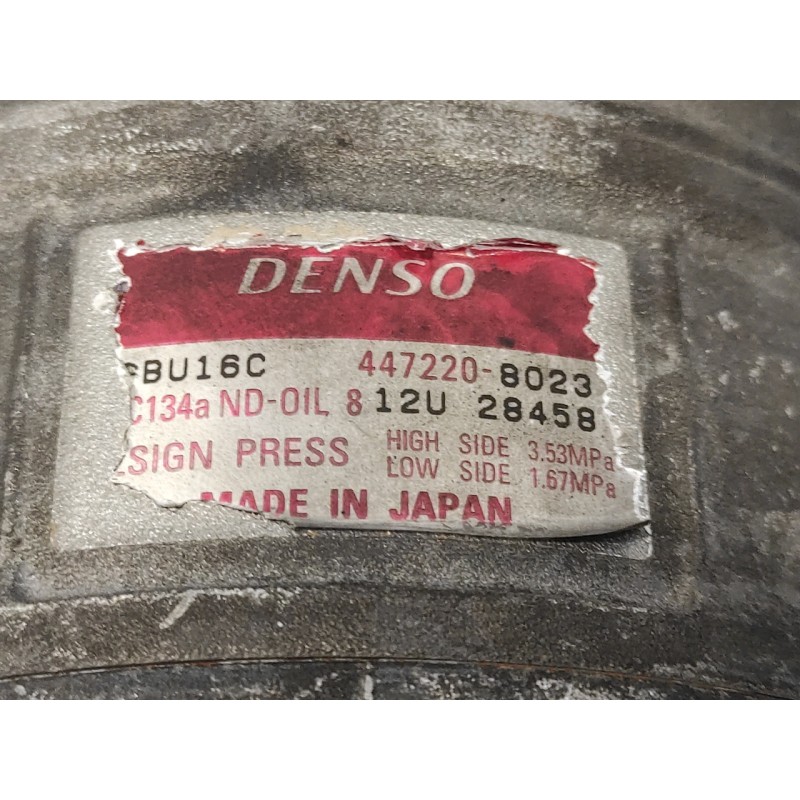 DENSO
SBU16C 447220-8023
C134a ND-OIL 8 12U 28458
SIGN PRESS HIGH SIDE 3.53MPa
LOW SIDE 1.67MPa
MADE IN JAPAN